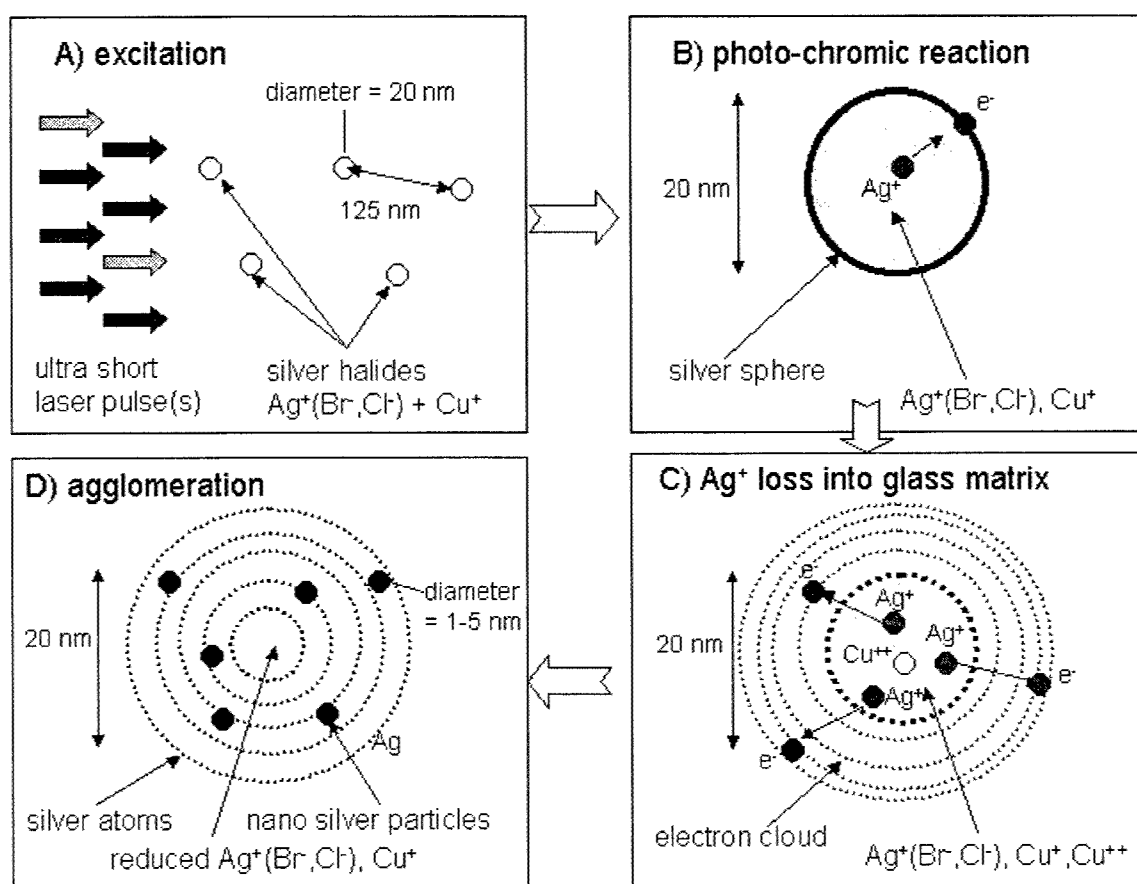 A) excitation
diameter = 20 nm
125 nm
ultra short
laser pulse(s)
silver halides
Ag⁺(Br⁻,Cl⁻) + Cu⁺
B) photo-chromic reaction
e⁻
20 nm
Ag⁺
silver sphere
Ag⁺(Br⁻,Cl⁻), Cu⁺
C) Ag⁺ loss into glass matrix
e⁻
Ag⁺
20 nm
Ag⁺
Cu⁺⁺
Ag⁺
e⁻
e⁻
electron cloud
Ag⁺(Br⁻,Cl⁻), Cu⁺,Cu⁺⁺
D) agglomeration
diameter
= 1-5 nm
20 nm
Ag
silver atoms
nano silver particles
reduced Ag⁺(Br⁻,Cl⁻), Cu⁺